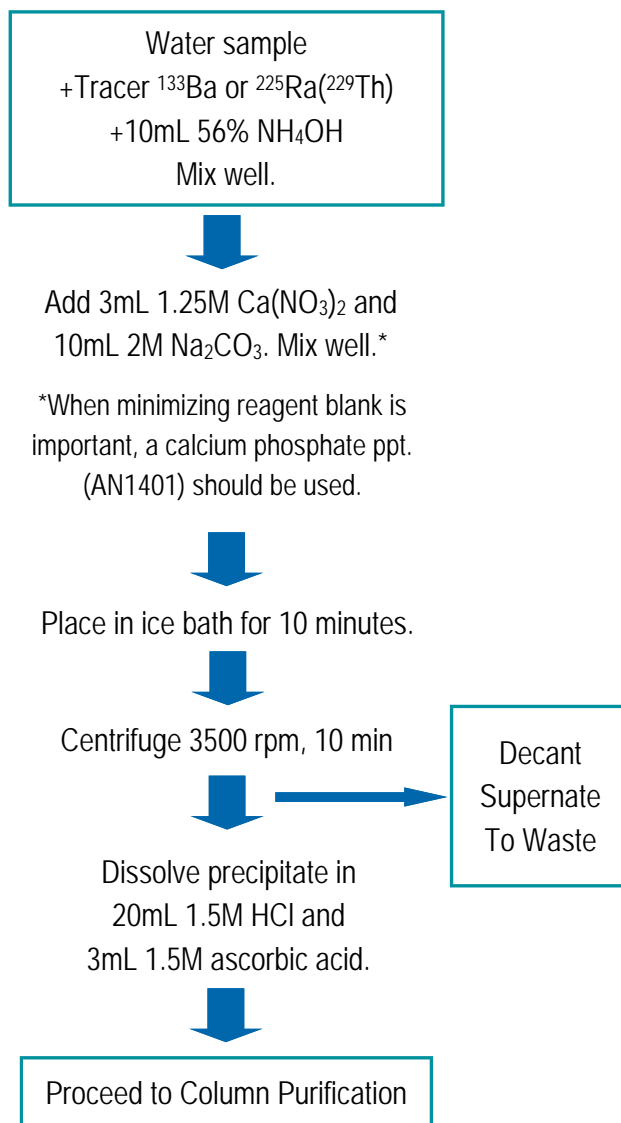 Water sample
+Tracer ¹³³Ba or ²²⁵Ra(²²⁹Th)
+10mL 56% NH₄OH
Mix well.
Add 3mL 1.25M Ca(NO₃)₂ and
10mL 2M Na₂CO₃. Mix well.*
*When minimizing reagent blank is
important, a calcium phosphate ppt.
(AN1401) should be used.
Place in ice bath for 10 minutes.
Centrifuge 3500 rpm, 10 min
Decant
Supernate
To Waste
Dissolve precipitate in
20mL 1.5M HCl and
3mL 1.5M ascorbic acid.
Proceed to Column Purification